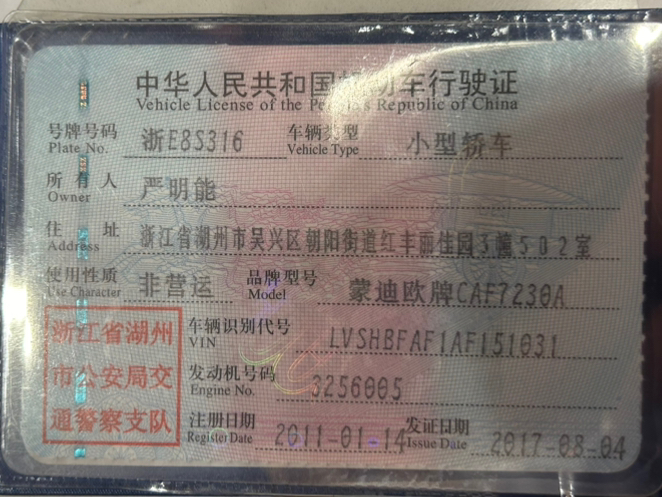 中华人民共和国机动车行驶证
Vehicle License of the People's Republic of China
号牌号码 浙E8S316 车辆类型 小型轿车
Plate No. Vehicle Type
所有人 严明能
Owner
住址 浙江省湖州市吴兴区朝阳街道红丰丽佳园3幢502室
Address
使用性质 非营运 品牌型号 蒙迪欧牌CAF7230A
Use Character Model
浙江省湖州
市公安局交
通警察支队
车辆识别代号 LVSHBFAF1AF151031
VIN
发动机号码 3256005
Engine No.
注册日期 2011-01-14 发证日期 2017-08-04
Register Date Issue Date